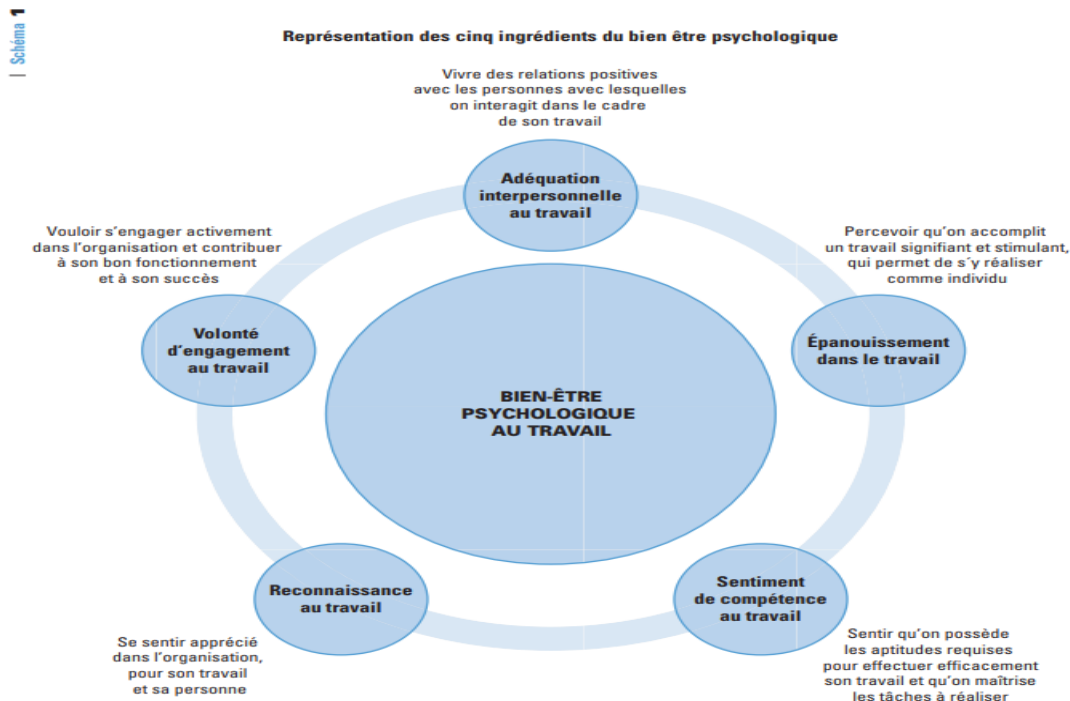 Schéma 1
Représentation des cinq ingrédients du bien être psychologique
Vivre des relations positives
avec les personnes avec lesquelles
on interagit dans le cadre
de son travail
Adéquation
interpersonnelle
au travail
Vouloir s'engager activement
dans l'organisation et contribuer
à son bon fonctionnement
et à son succès
Percevoir qu'on accomplit
un travail signifiant et stimulant,
qui permet de s´y réaliser
comme individu
Volonté
d'engagement
au travail
Épanouissement
dans le travail
BIEN-ÊTRE
PSYCHOLOGIQUE
AU TRAVAIL
Reconnaissance
au travail
Sentiment
de compétence
au travail
Se sentir apprécié
dans l'organisation,
pour son travail
et sa personne
Sentir qu'on possède
les aptitudes requises
pour effectuer efficacement
son travail et qu'on maîtrise
les tâches à réaliser